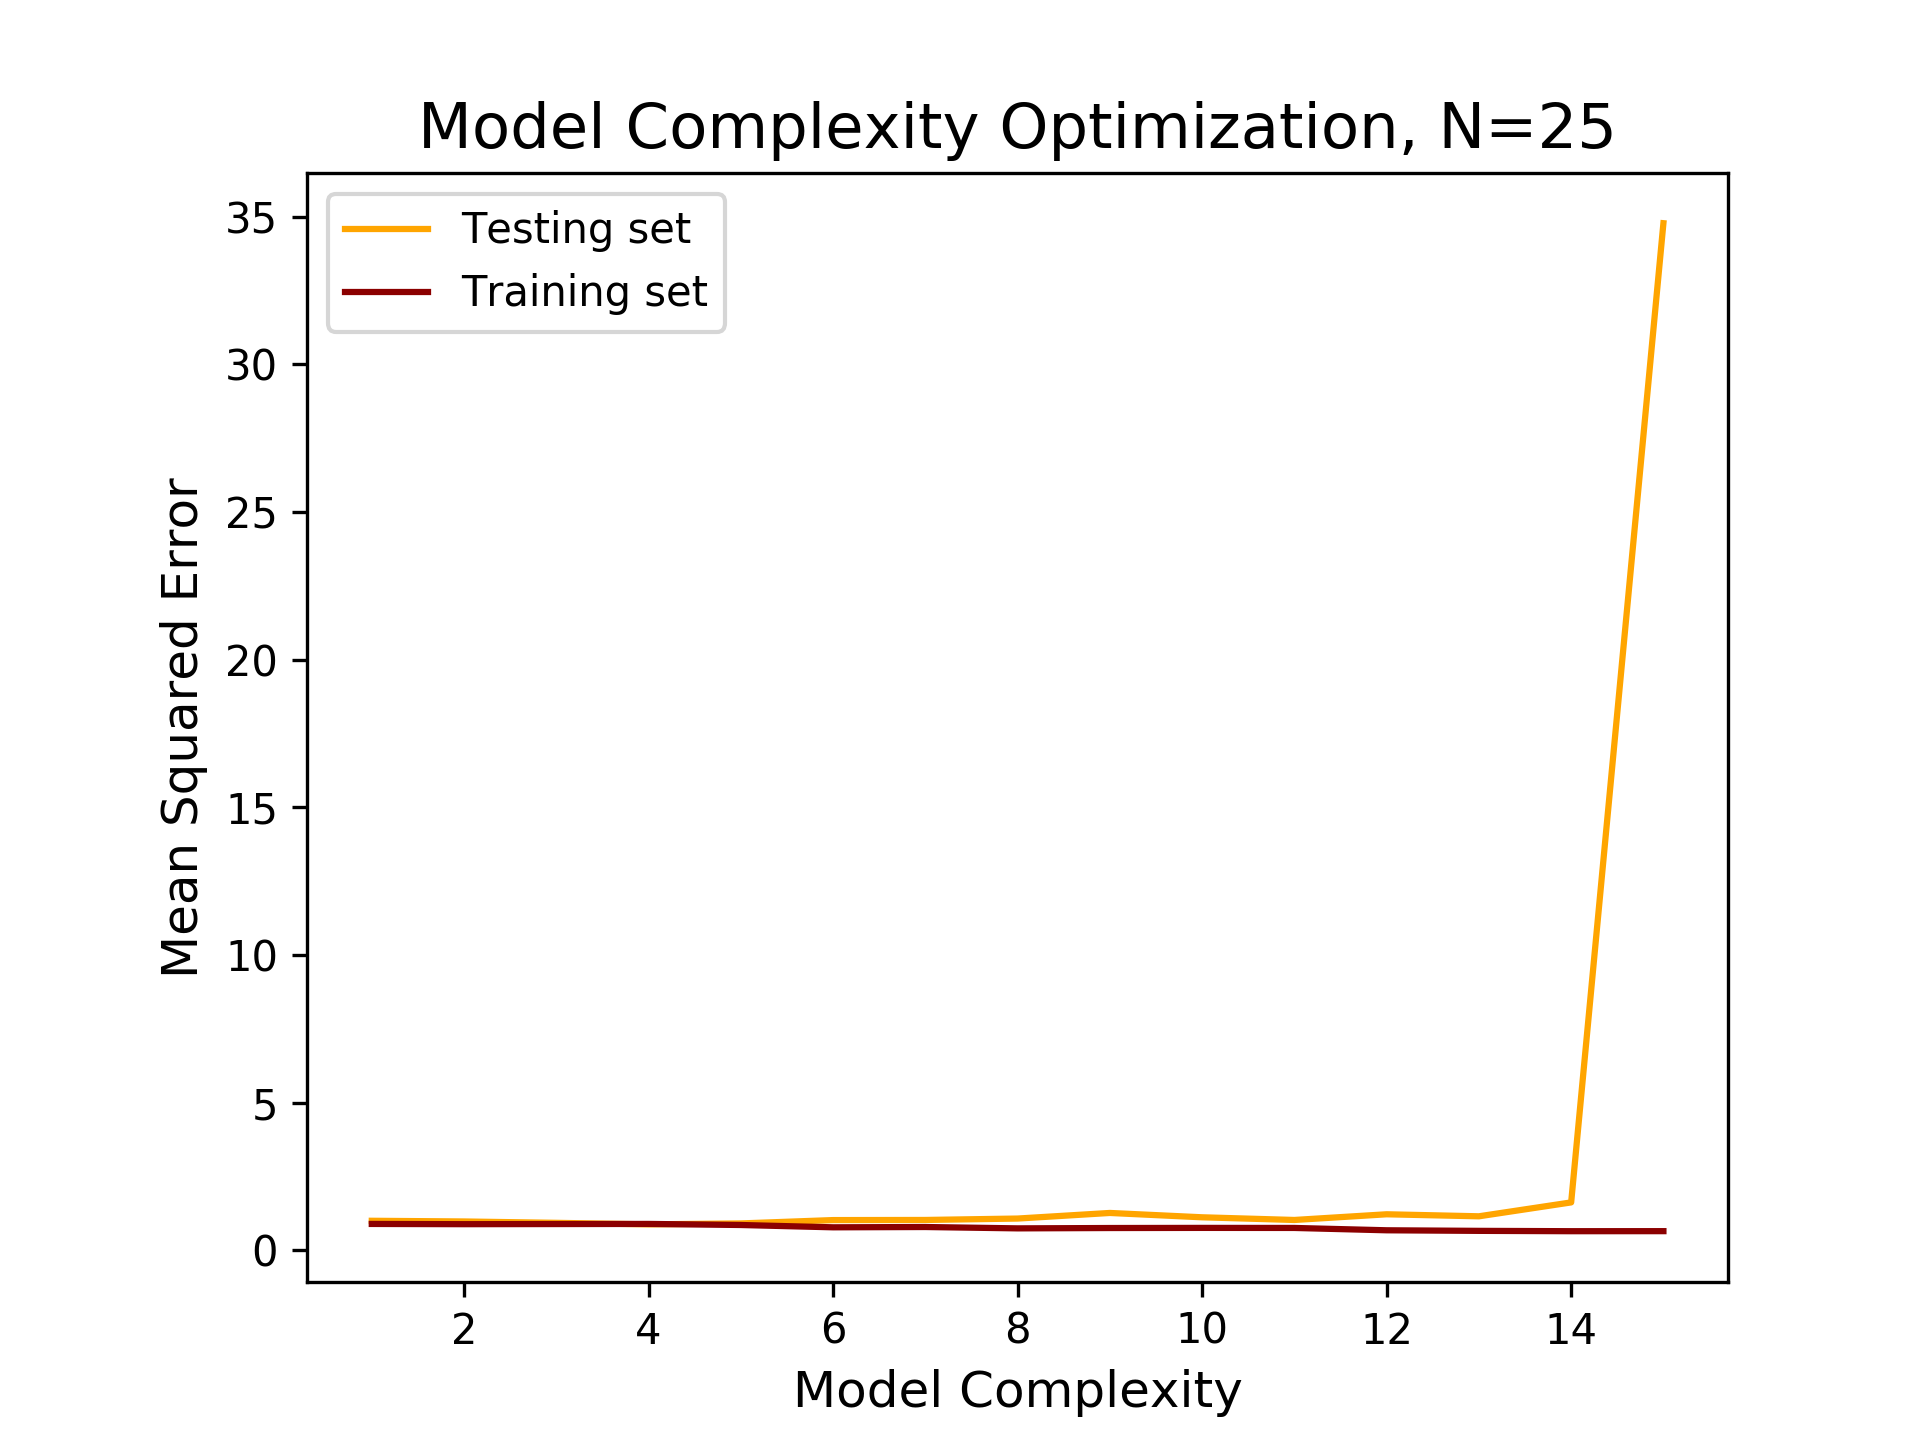 Model Complexity Optimization, N=25
Testing set
Training set
35
30
25
20
15
10
5
0
Mean Squared Error
2 4 6 8 10 12 14
Model Complexity